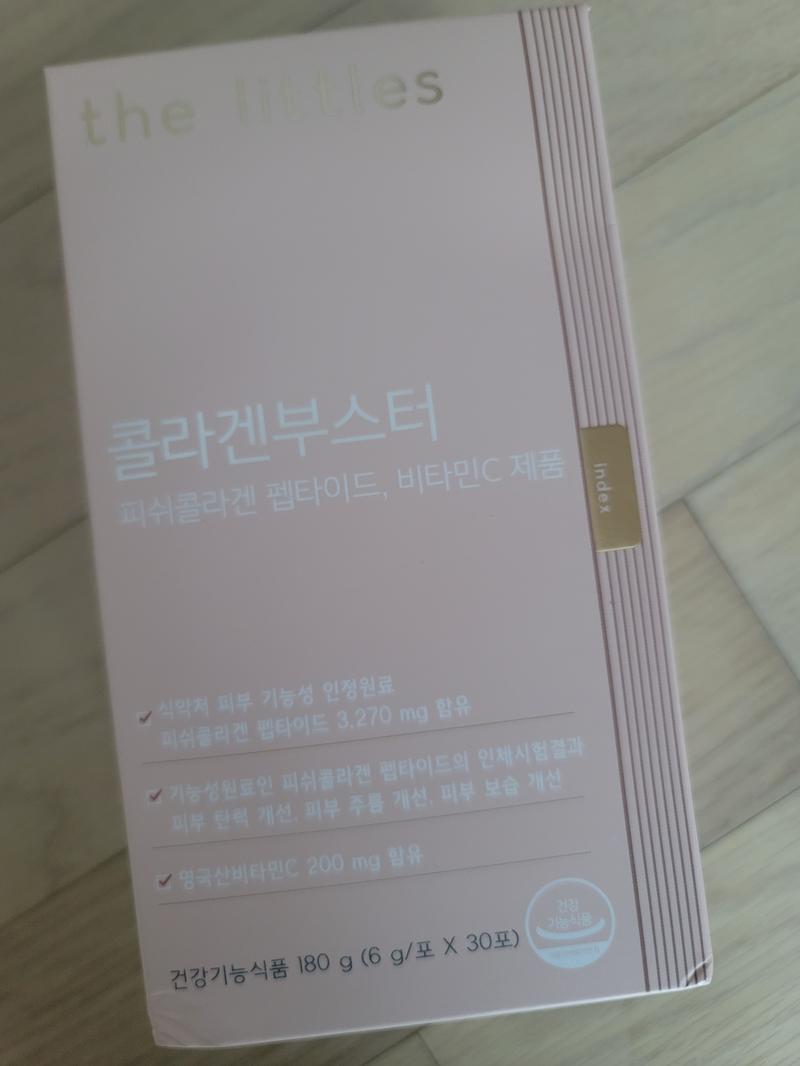 the littles
콜라겐부스터
피쉬콜라겐 펩타이드, 비타민C 제품
index
식약처 피부 기능성 인정원료
피쉬콜라겐 펩타이드 3,270 mg 함유
기능성원료인 피쉬콜라겐 펩타이드의 인체시험결과
피부 탄력 개선, 피부 주름 개선, 피부 보습 개선
영국산비타민C 200 mg 함유
건강기능식품 180 g (6 g/포 X 30포)
건강
기능식품